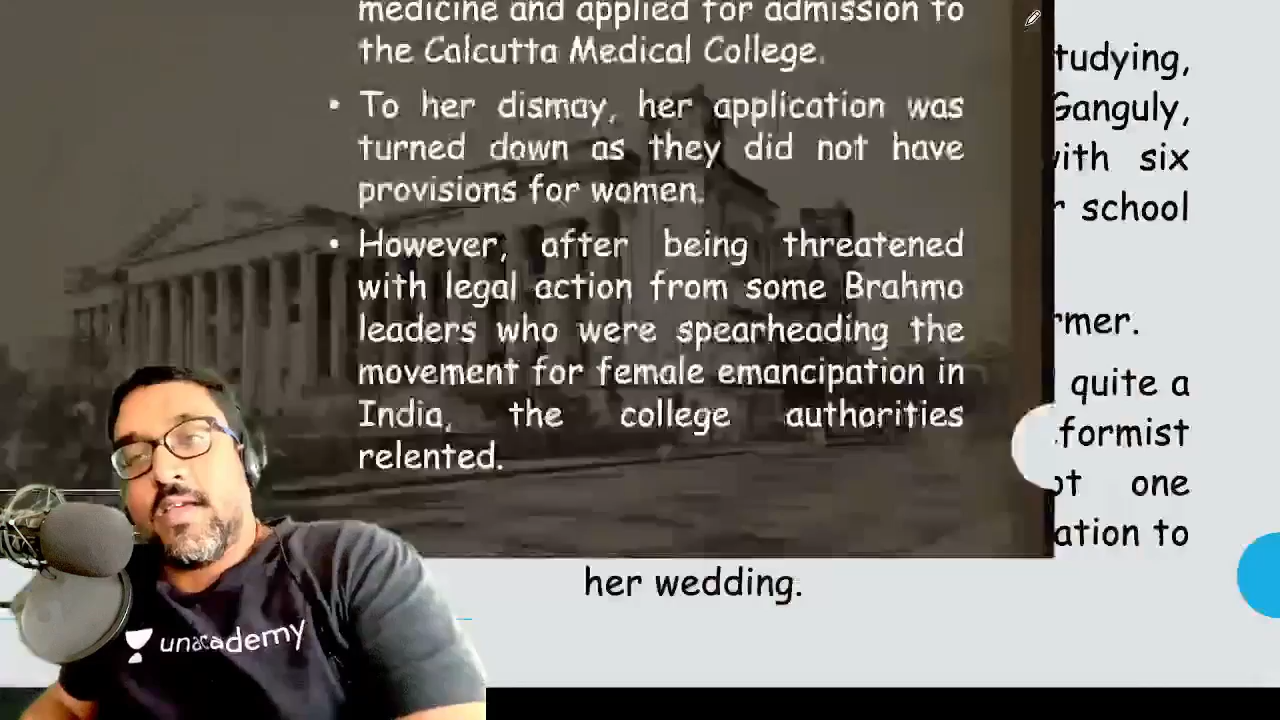 medicine and applied for admission to
the Calcutta Medical College.
• To her dismay, her application was
turned down as they did not have
provisions for women.
• However, after being threatened
with legal action from some Brahmo
leaders who were spearheading the
movement for female emancipation in
India, the college authorities
relented.
tudying,
Ganguly,
with six
school
rmer.
quite a
formist
one
ation to
her wedding.
unacademy